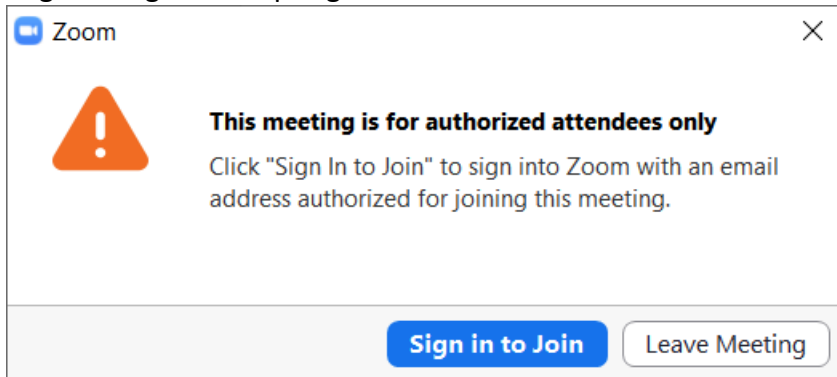 Zoom
This meeting is for authorized attendees only
Click "Sign In to Join" to sign into Zoom with an email
address authorized for joining this meeting.
Sign in to Join
Leave Meeting